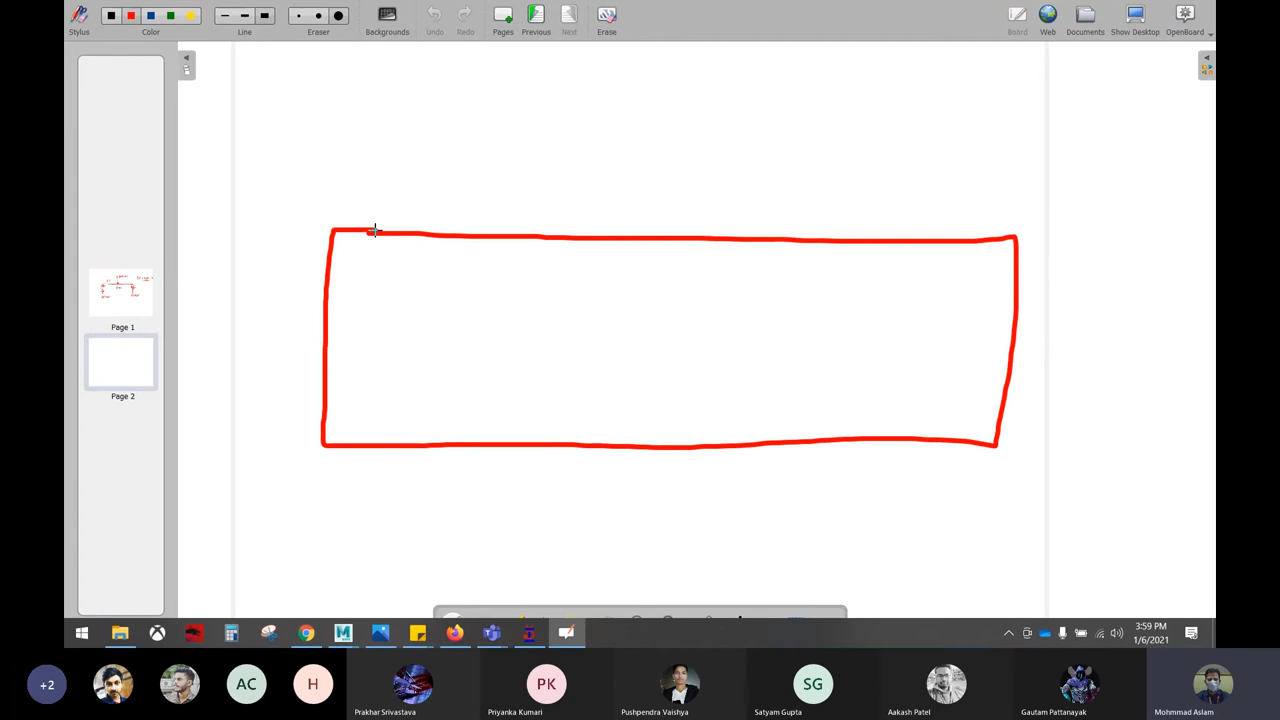 Stylus
Color
Line
Eraser
Backgrounds
Undo
Redo
Pages
Previous
Next
Erase
Board
Web
Documents
Show Desktop
OpenBoard
Page 1
Page 2
3:59 PM
1/6/2021
+2
AC
H
PK
SG
Prakhar Srivastava
Priyanka Kumari
Pushpendra Vaishya
Satyam Gupta
Aakash Patel
Gautam Pattanayak
Mohmmad Aslam